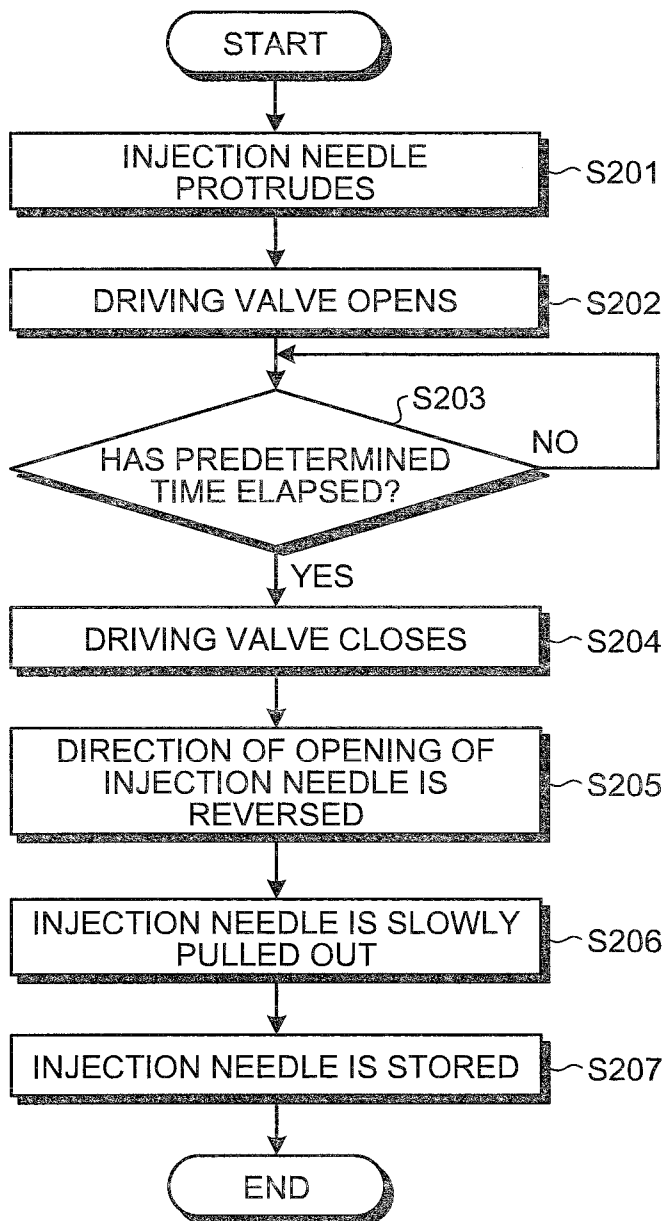 START
INJECTION NEEDLE
PROTRUDES
S201
DRIVING VALVE OPENS
S202
S203
HAS PREDETERMINED
TIME ELAPSED?
NO
YES
DRIVING VALVE CLOSES
S204
DIRECTION OF OPENING OF
INJECTION NEEDLE IS
REVERSED
S205
INJECTION NEEDLE IS SLOWLY
PULLED OUT
S206
INJECTION NEEDLE IS STORED
S207
END